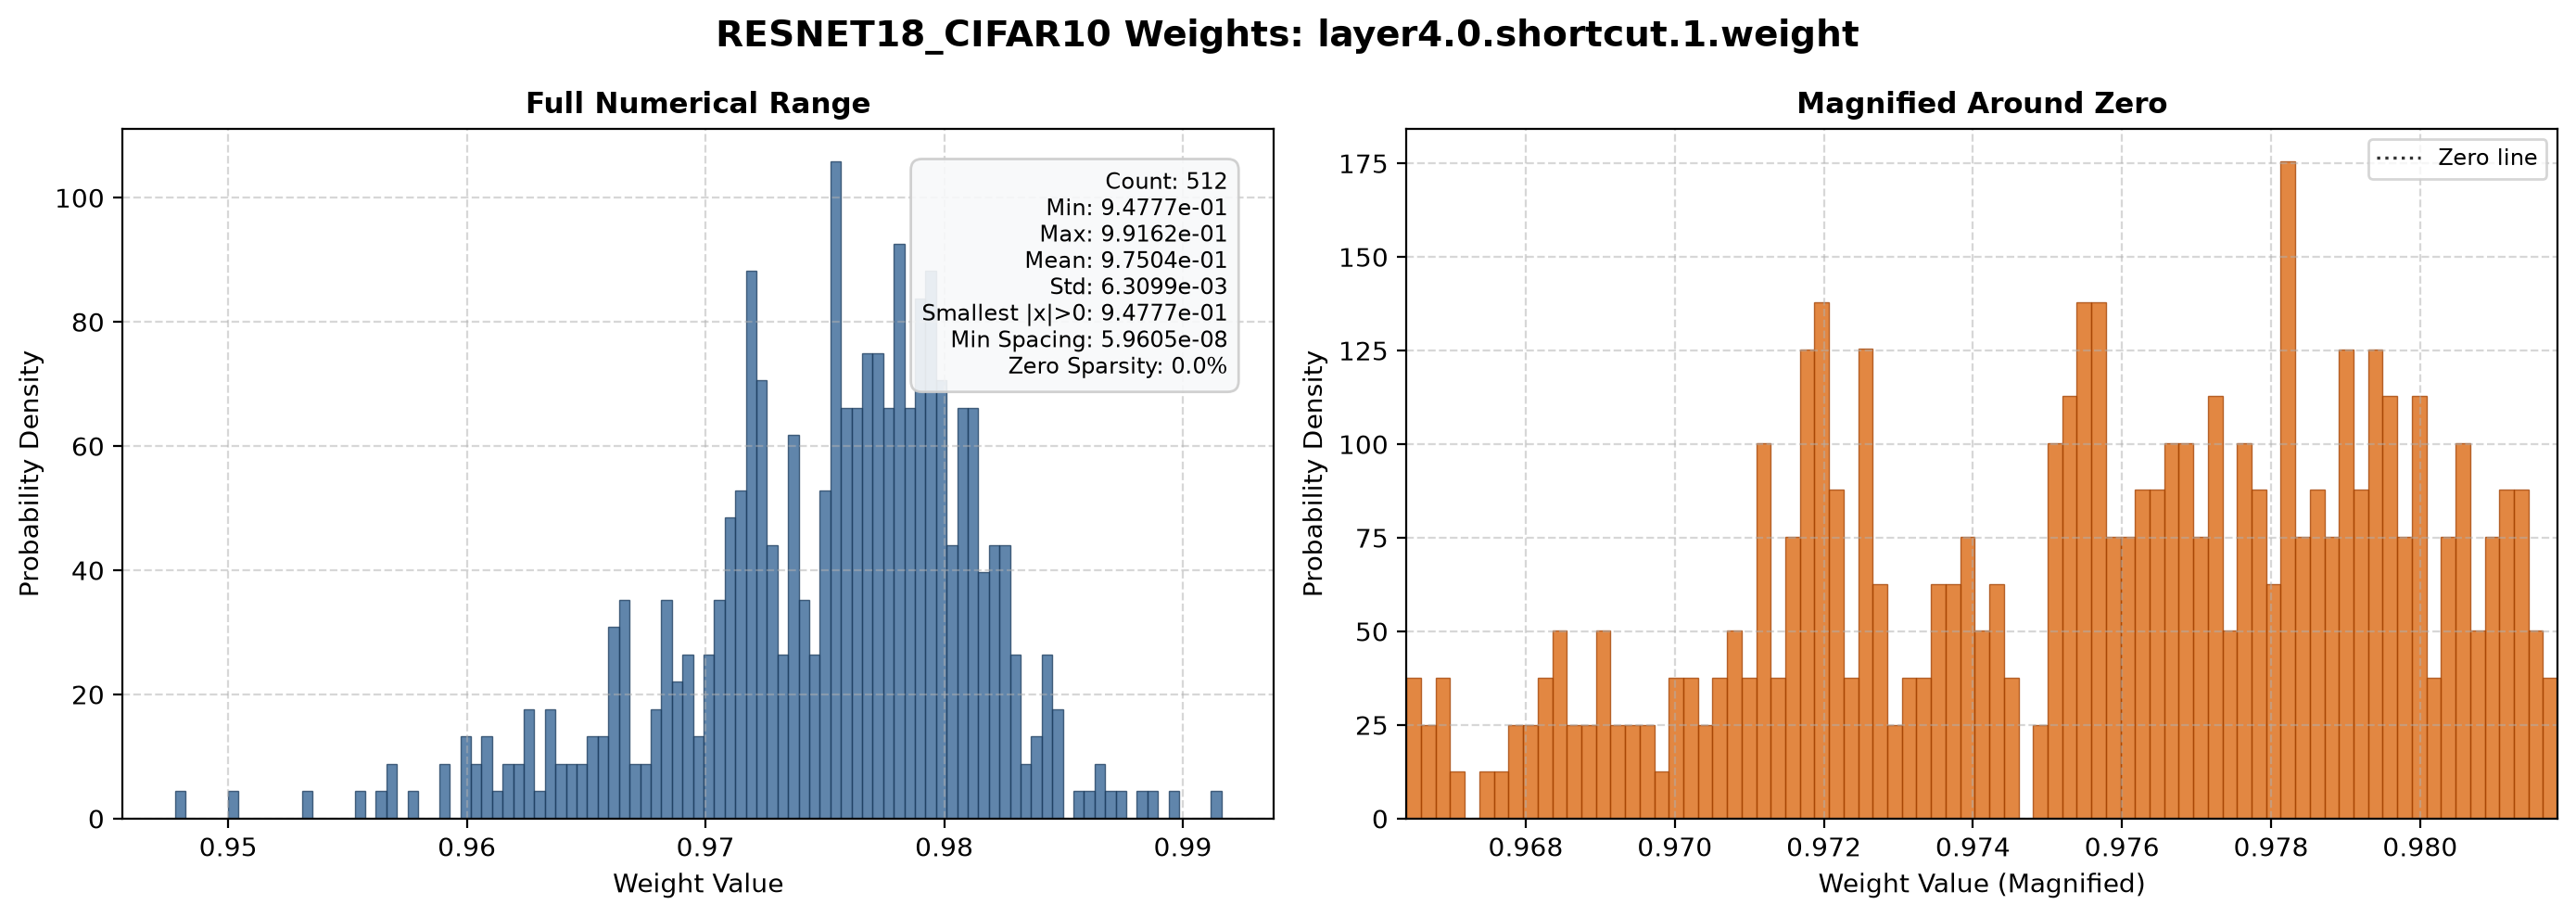 RESNET18_CIFAR10 Weights: layer4.0.shortcut.1.weight
Full Numerical Range
Probability Density
100
80
60
40
20
0
Count: 512
Min: 9.4777e-01
Max: 9.9162e-01
Mean: 9.7504e-01
Std: 6.3099e-03
Smallest |x|>0: 9.4777e-01
Min Spacing: 5.9605e-08
Zero Sparsity: 0.0%
0.95 0.96 0.97 0.98 0.99
Weight Value
Magnified Around Zero
Probability Density
175
150
125
100
75
50
25
0
Zero line
0.968 0.970 0.972 0.974 0.976 0.978 0.980
Weight Value (Magnified)